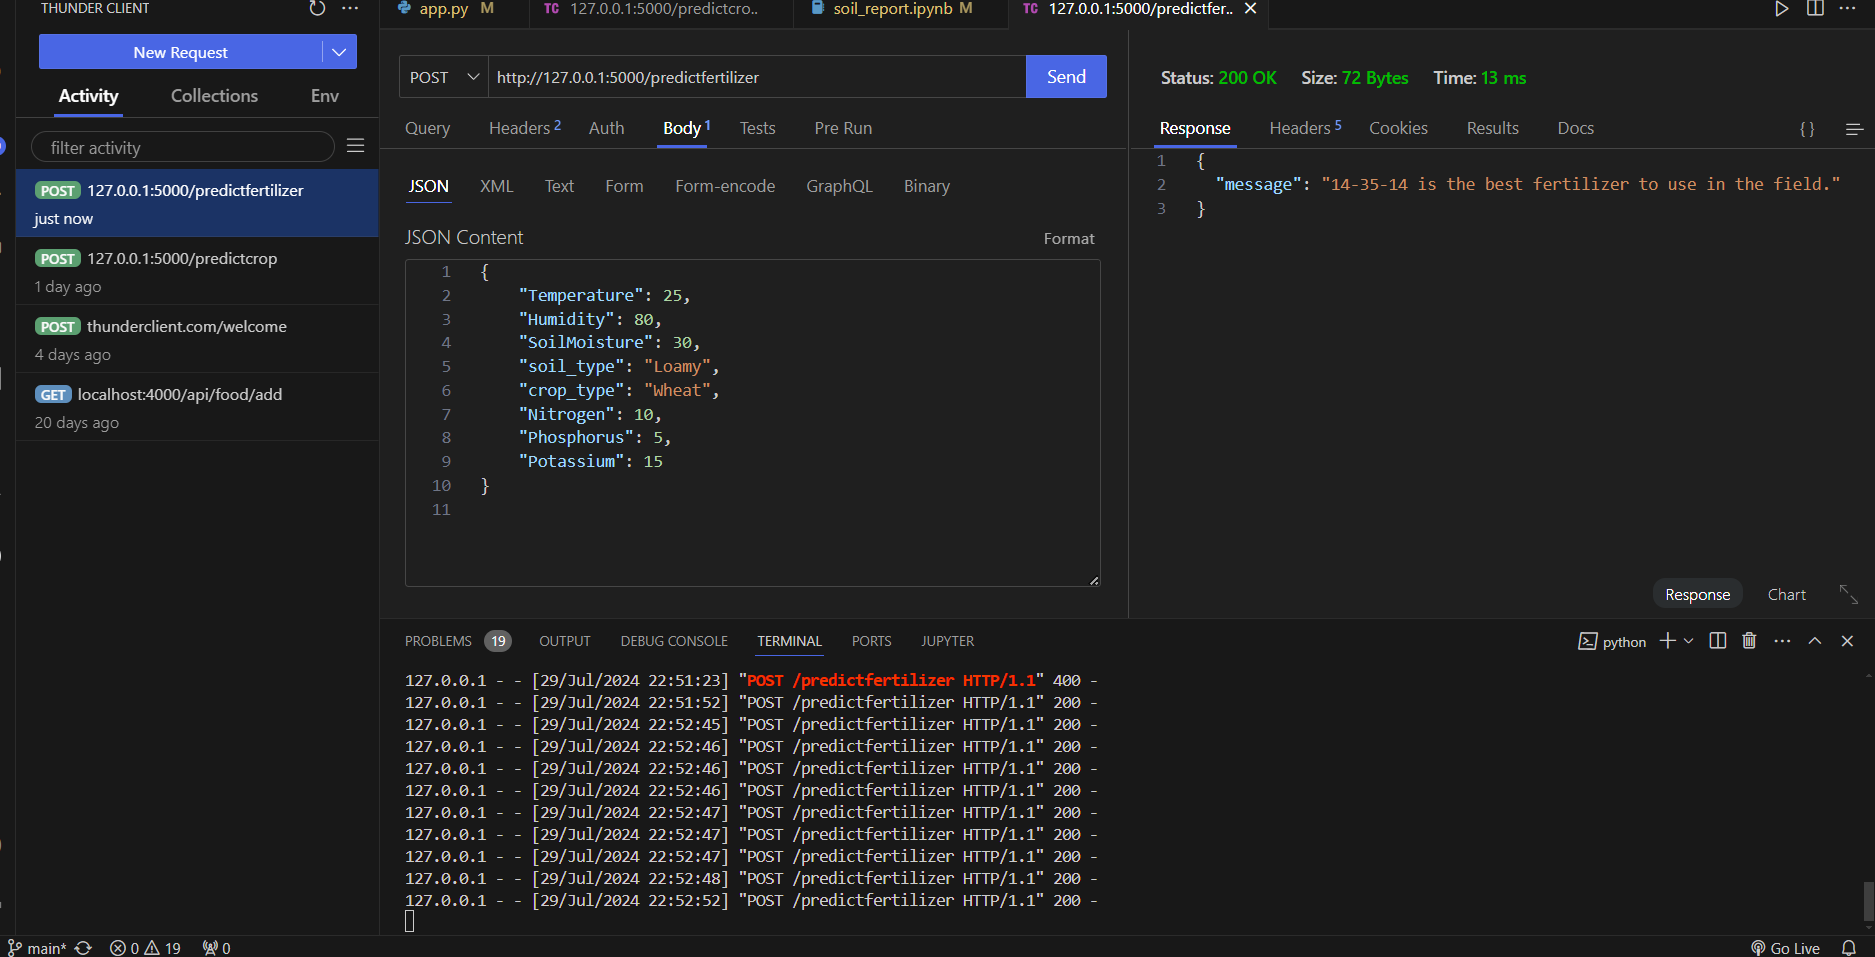 THUNDER CLIENT
New Request
Activity Collections Env
filter activity
POST 127.0.0.1:5000/predictfertilizer
just now
POST 127.0.0.1:5000/predictcrop
1 day ago
POST thunderclient.com/welcome
4 days ago
GET localhost:4000/api/food/add
20 days ago
app.py M TC 127.0.0.1:5000/predictcro.. soil_report.ipynb M TC 127.0.0.1:5000/predictfer..
POST http://127.0.0.1:5000/predictfertilizer Send
Query Headers 2 Auth Body 1 Tests Pre Run
JSON XML Text Form Form-encode GraphQL Binary
JSON Content Format
1 {
2 "Temperature": 25,
3 "Humidity": 80,
4 "SoilMoisture": 30,
5 "soil_type": "Loamy",
6 "crop_type": "Wheat",
7 "Nitrogen": 10,
8 "Phosphorus": 5,
9 "Potassium": 15
10 }
11
Status: 200 OK Size: 72 Bytes Time: 13 ms
Response Headers 5 Cookies Results Docs { }
1 {
2 "message": "14-35-14 is the best fertilizer to use in the field."
3 }
Response Chart
PROBLEMS 19 OUTPUT DEBUG CONSOLE TERMINAL PORTS JUPYTER python
127.0.0.1 - - [29/Jul/2024 22:51:23] "POST /predictfertilizer HTTP/1.1" 400 -
127.0.0.1 - - [29/Jul/2024 22:51:52] "POST /predictfertilizer HTTP/1.1" 200 -
127.0.0.1 - - [29/Jul/2024 22:52:45] "POST /predictfertilizer HTTP/1.1" 200 -
127.0.0.1 - - [29/Jul/2024 22:52:46] "POST /predictfertilizer HTTP/1.1" 200 -
127.0.0.1 - - [29/Jul/2024 22:52:46] "POST /predictfertilizer HTTP/1.1" 200 -
127.0.0.1 - - [29/Jul/2024 22:52:46] "POST /predictfertilizer HTTP/1.1" 200 -
127.0.0.1 - - [29/Jul/2024 22:52:47] "POST /predictfertilizer HTTP/1.1" 200 -
127.0.0.1 - - [29/Jul/2024 22:52:47] "POST /predictfertilizer HTTP/1.1" 200 -
127.0.0.1 - - [29/Jul/2024 22:52:47] "POST /predictfertilizer HTTP/1.1" 200 -
127.0.0.1 - - [29/Jul/2024 22:52:48] "POST /predictfertilizer HTTP/1.1" 200 -
127.0.0.1 - - [29/Jul/2024 22:52:52] "POST /predictfertilizer HTTP/1.1" 200 -
main* 0 19 0 Go Live